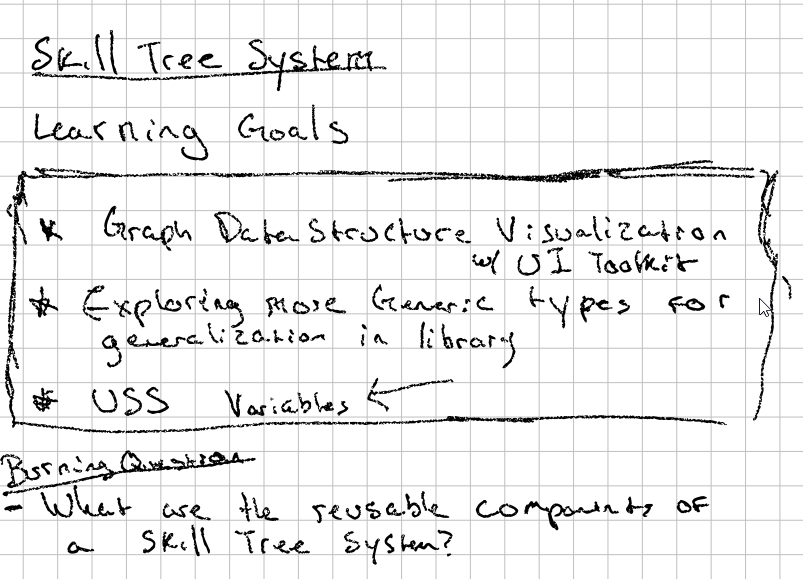 Skill Tree System
Learning Goals
* Graph Data Structure Visualization
w/ UI Toolkit
* Exploring more Generic types for
generalization in library
* USS Variables
Burning Question
- What are the reusable components of
a Skill Tree System?